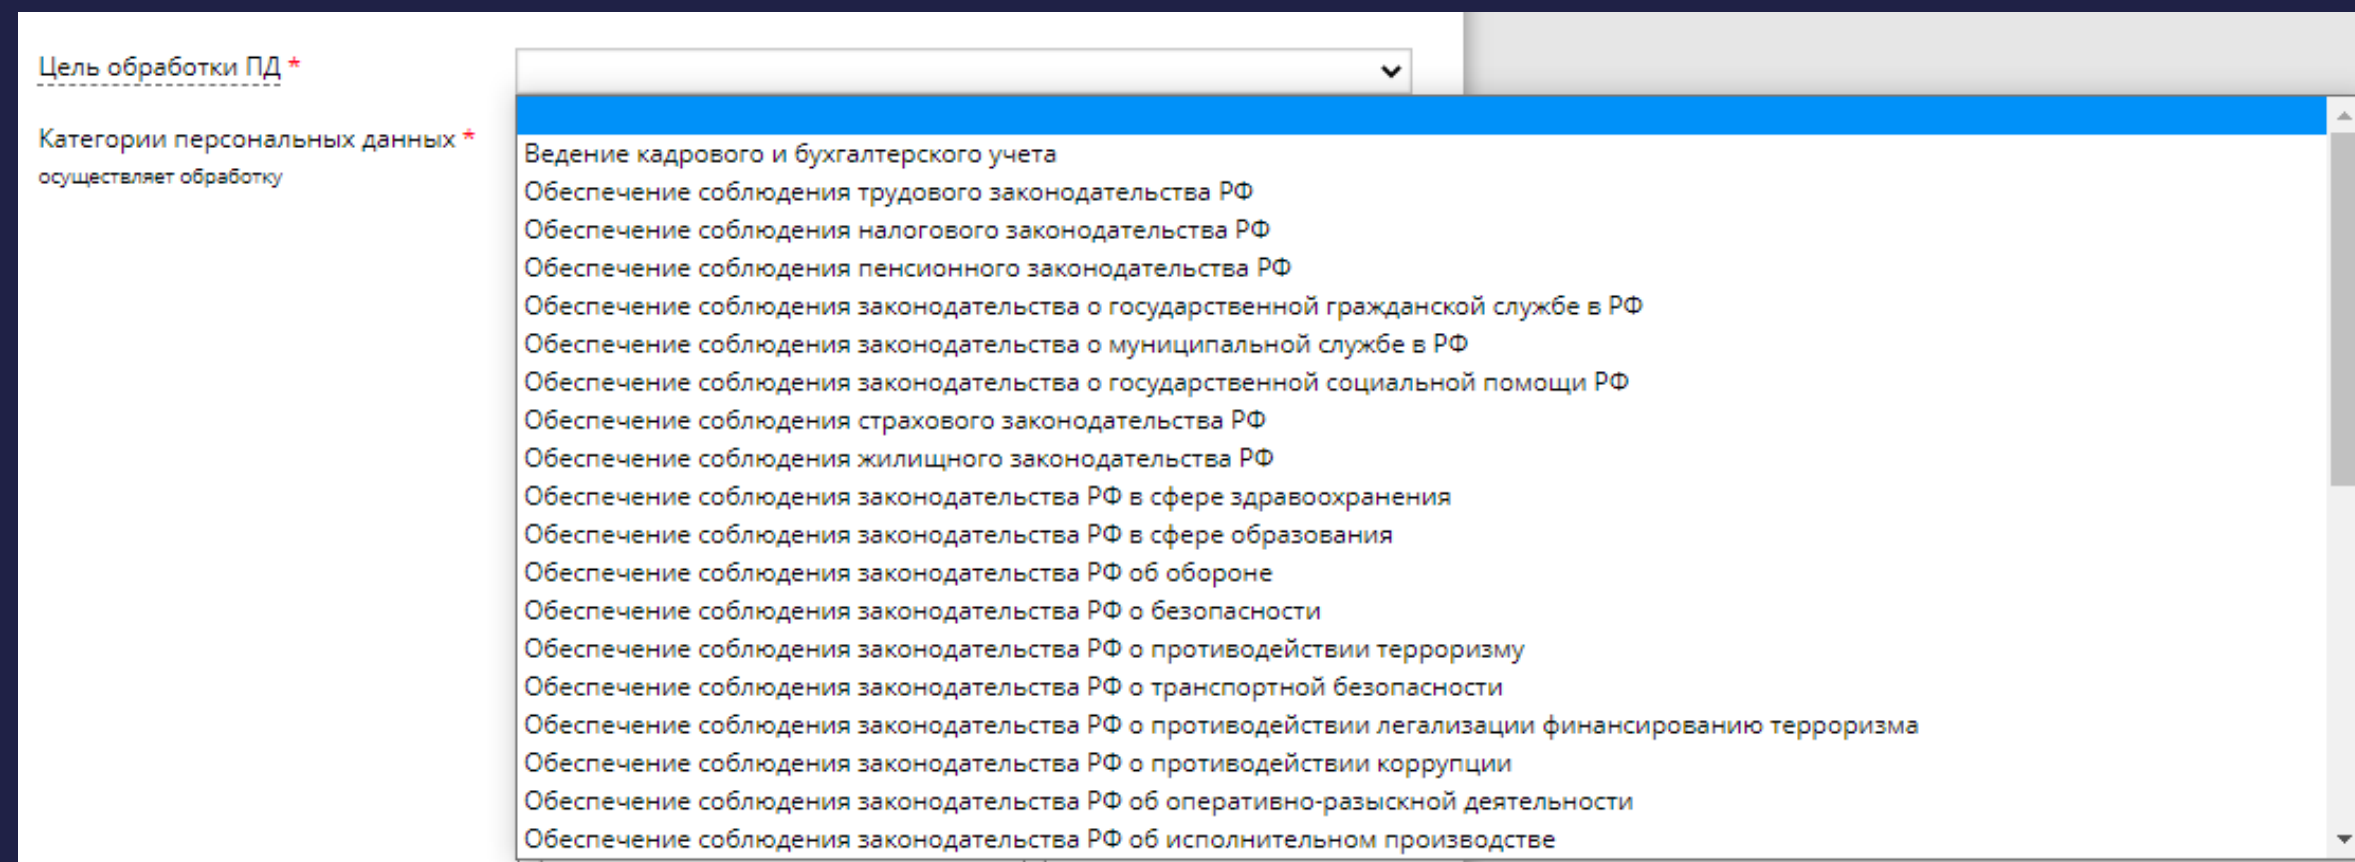 Цель обработки ПД *
Категории персональных данных *
осуществляет обработку
Ведение кадрового и бухгалтерского учета
Обеспечение соблюдения трудового законодательства РФ
Обеспечение соблюдения налогового законодательства РФ
Обеспечение соблюдения пенсионного законодательства РФ
Обеспечение соблюдения законодательства о государственной гражданской службе в РФ
Обеспечение соблюдения законодательства о муниципальной службе в РФ
Обеспечение соблюдения законодательства о государственной социальной помощи РФ
Обеспечение соблюдения страхового законодательства РФ
Обеспечение соблюдения жилищного законодательства РФ
Обеспечение соблюдения законодательства РФ в сфере здравоохранения
Обеспечение соблюдения законодательства РФ в сфере образования
Обеспечение соблюдения законодательства РФ об обороне
Обеспечение соблюдения законодательства РФ о безопасности
Обеспечение соблюдения законодательства РФ о противодействии терроризму
Обеспечение соблюдения законодательства РФ о транспортной безопасности
Обеспечение соблюдения законодательства РФ о противодействии легализации финансированию терроризма
Обеспечение соблюдения законодательства РФ о противодействии коррупции
Обеспечение соблюдения законодательства РФ об оперативно-разыскной деятельности
Обеспечение соблюдения законодательства РФ об исполнительном производстве